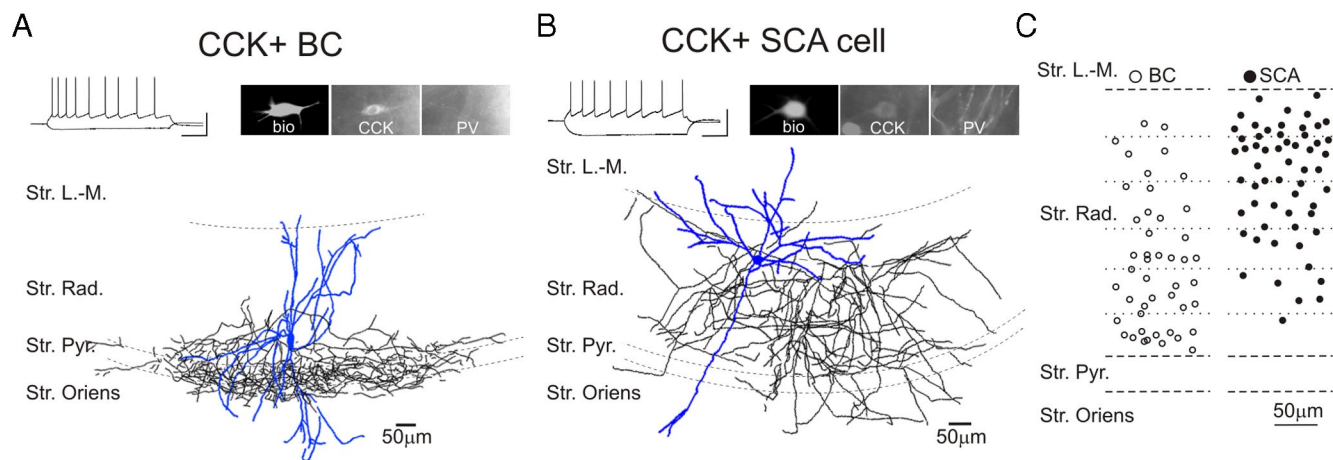 A
CCK+ BC
bio
CCK
PV
Str. L.-M.
Str. Rad.
Str. Pyr.
Str. Oriens
50µm
B
CCK+ SCA cell
bio
CCK
PV
Str. L.-M.
Str. Rad.
Str. Pyr.
Str. Oriens
50µm
C
Str. L.-M.
BC
SCA
Str. Rad.
Str. Pyr.
Str. Oriens
50µm